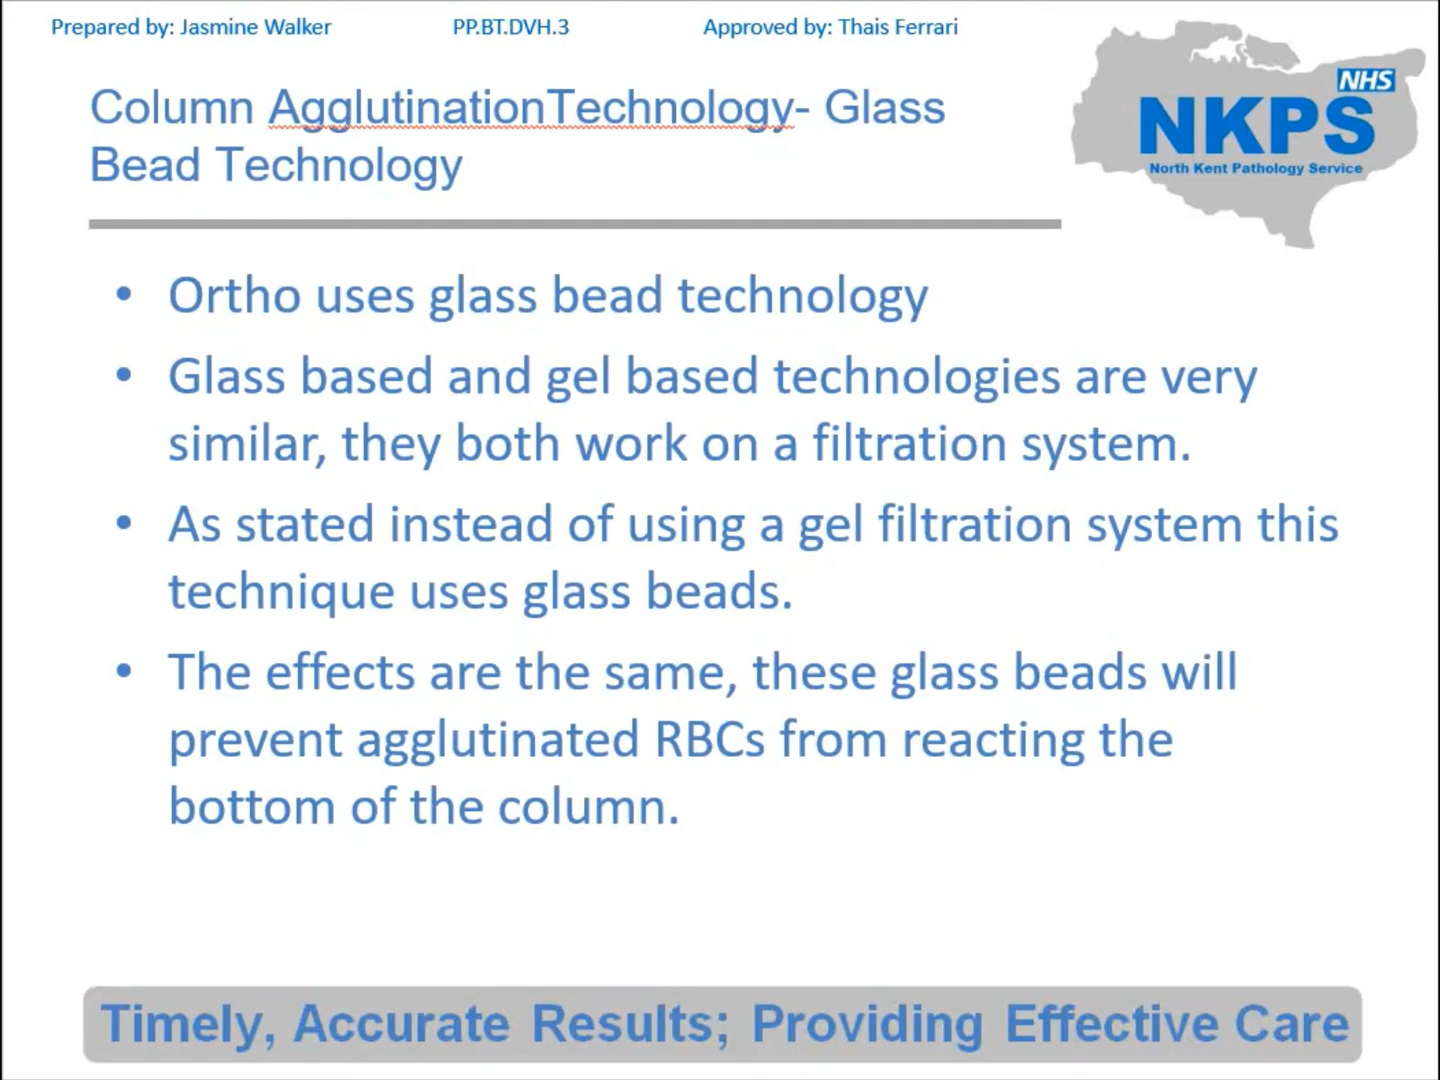 Prepared by: Jasmine Walker PP.BT.DVH.3 Approved by: Thais Ferrari
NHS
NKPS
North Kent Pathology Service
Column AgglutinationTechnology- Glass
Bead Technology
• Ortho uses glass bead technology
• Glass based and gel based technologies are very
similar, they both work on a filtration system.
• As stated instead of using a gel filtration system this
technique uses glass beads.
• The effects are the same, these glass beads will
prevent agglutinated RBCs from reacting the
bottom of the column.
Timely, Accurate Results; Providing Effective Care